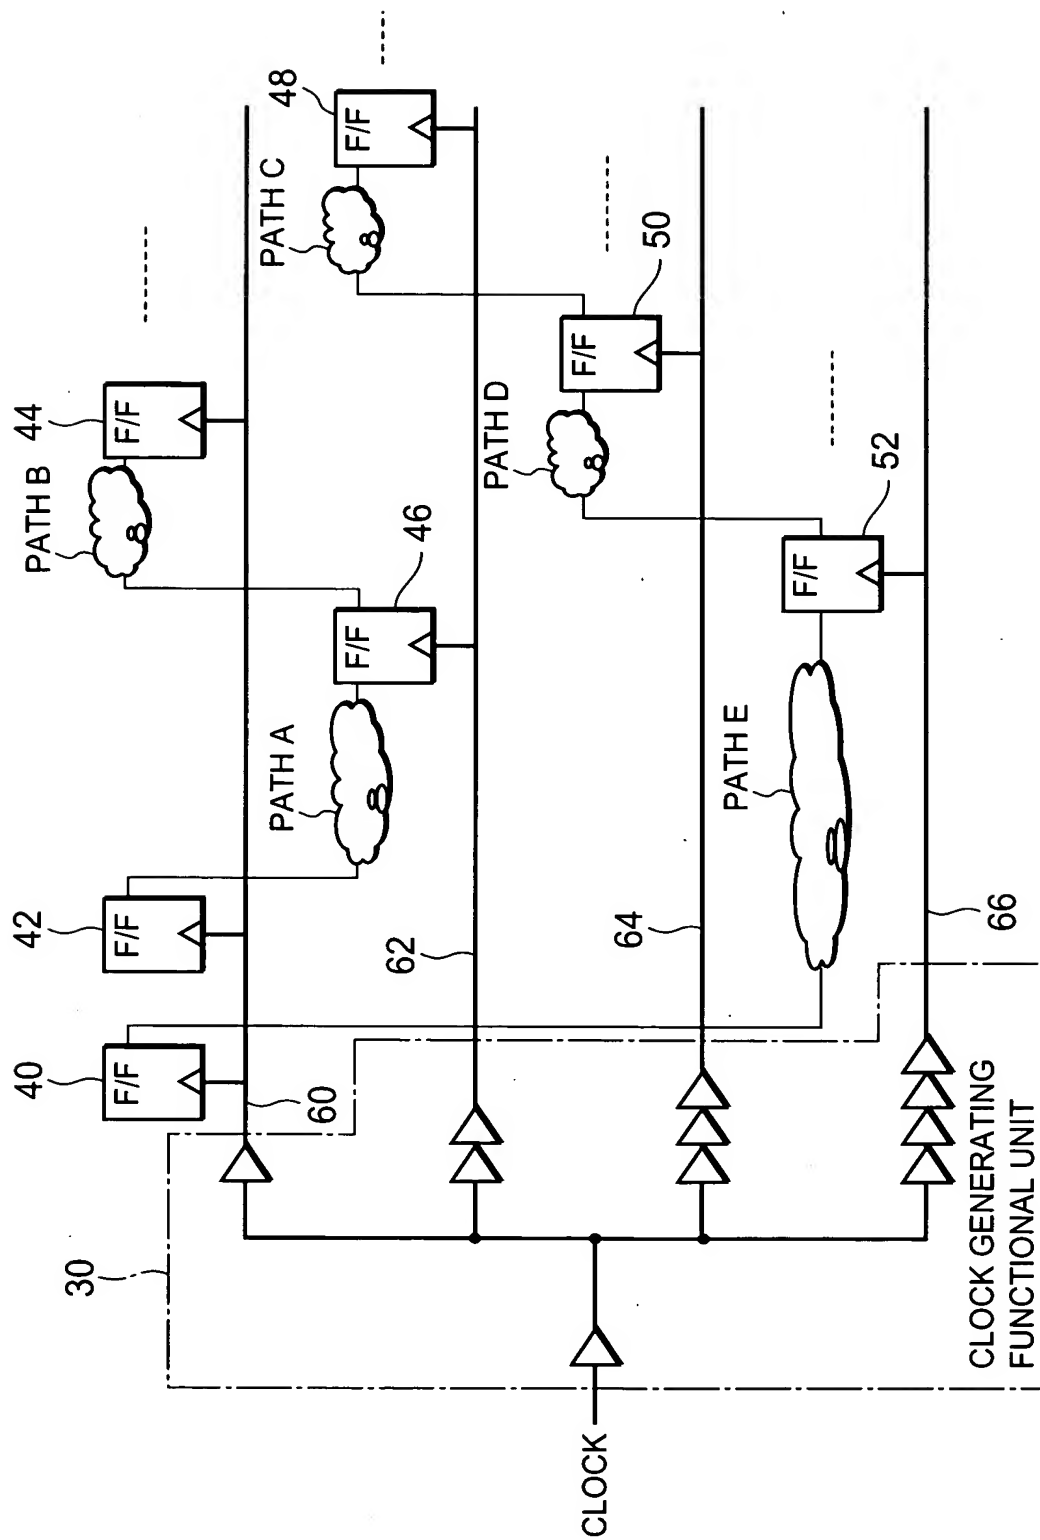 30
40
F/F
42
F/F
PATH B
44
F/F
60
62
PATH A
F/F
46
PATH C
48
F/F
64
PATH D
F/F
50
PATH E
F/F
52
66
CLOCK
CLOCK GENERATING
FUNCTIONAL UNIT